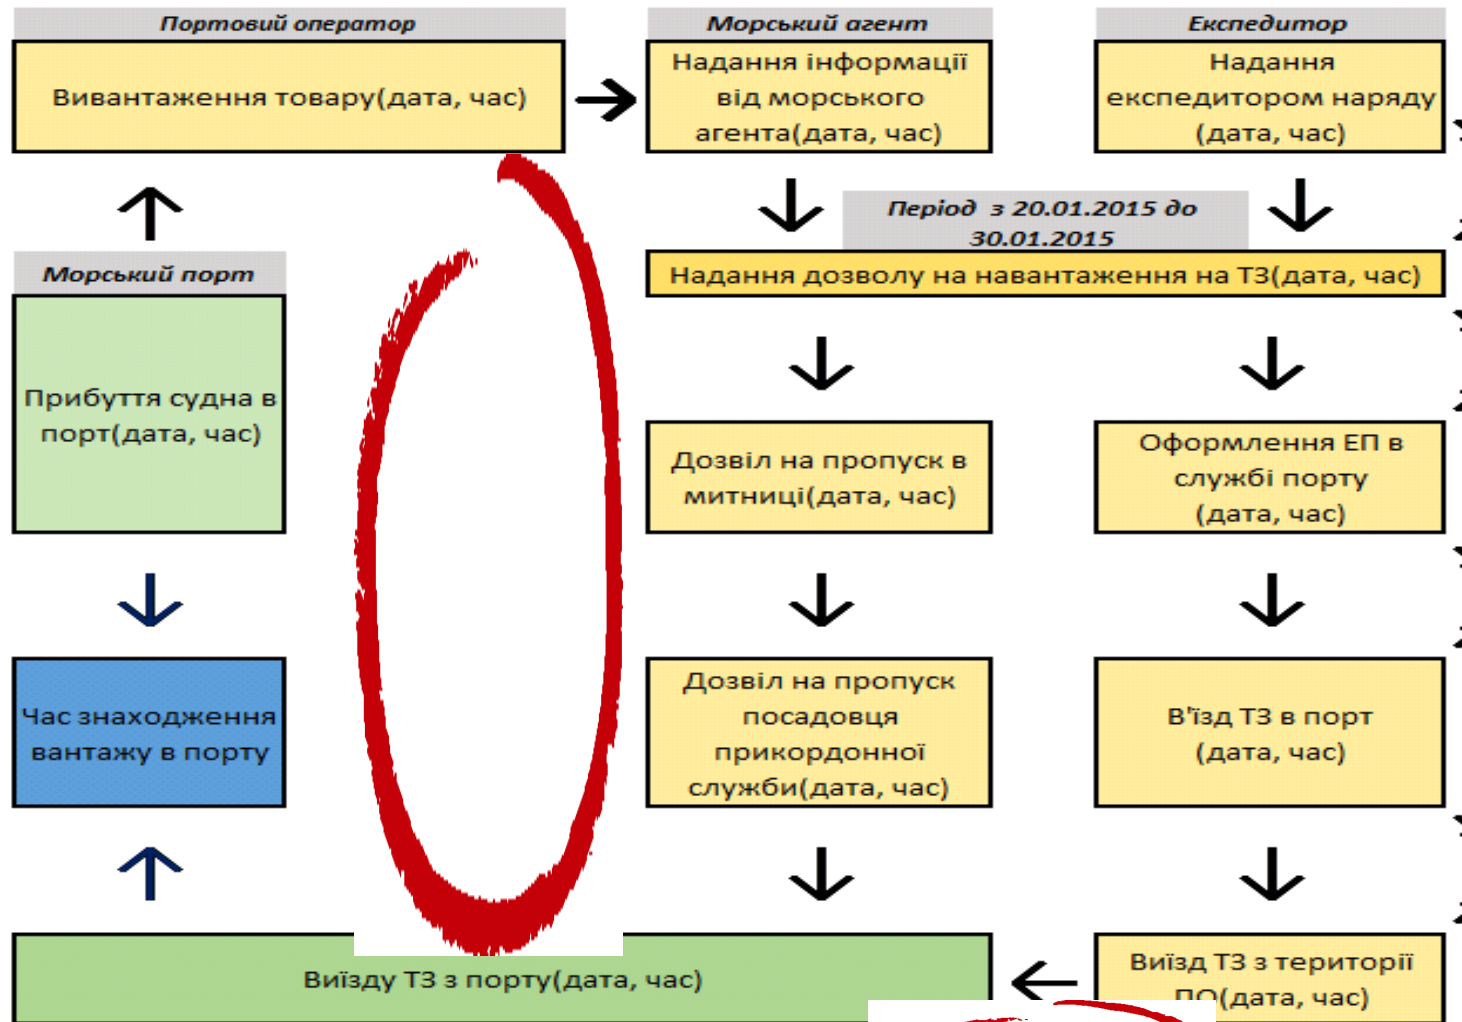 Портовий оператор
Вивантаження товару(дата, час)
Морський агент
Надання інформації
від морського
агента(дата, час)
Експедитор
Надання
експедитором наряду
(дата, час)
Період з 20.01.2015 до
30.01.2015
Надання дозволу на навантаження на ТЗ(дата, час)
Морський порт
Прибуття судна в
порт(дата, час)
Дозвіл на пропуск в
митниці(дата, час)
Оформлення ЕП в
службі порту
(дата, час)
Час знаходження
вантажу в порту
Дозвіл на пропуск
посадовця
прикордонної
служби(дата, час)
В'їзд ТЗ в порт
(дата, час)
Виїзду ТЗ з порту(дата, час)
Виїзд ТЗ з території
ПО(дата, час)